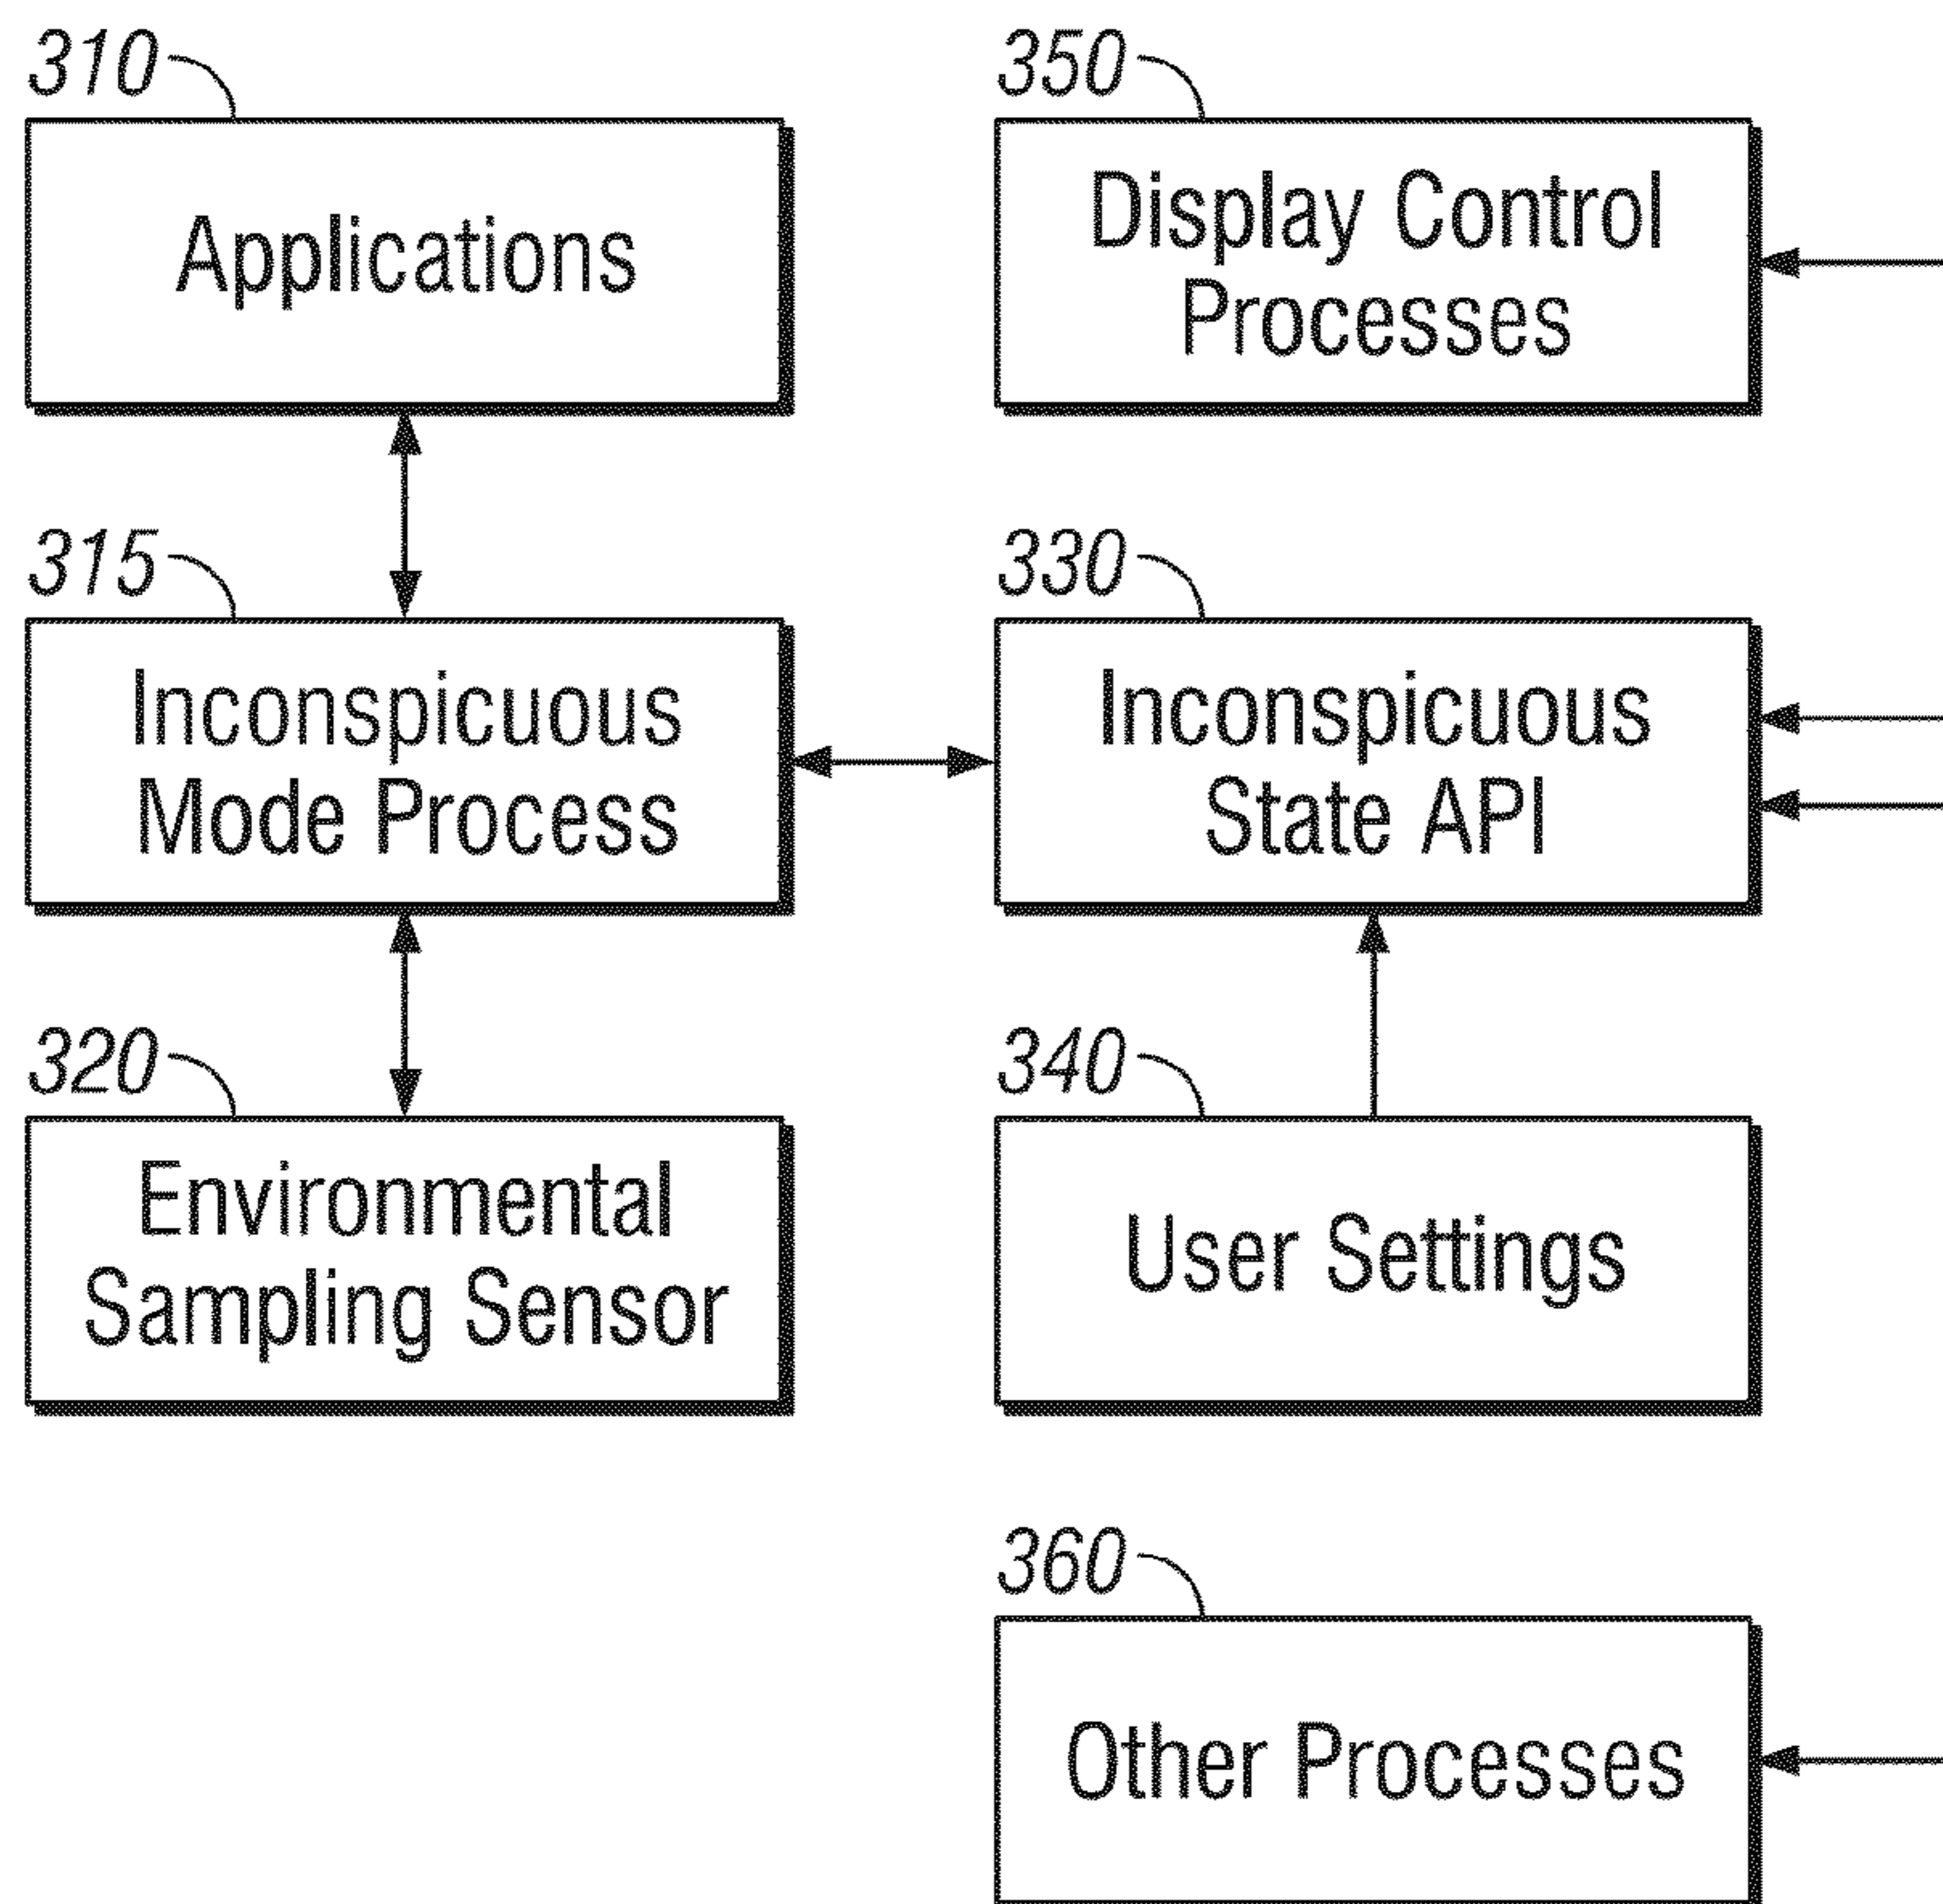 310
Applications
350
Display Control
Processes
315
Inconspicuous
Mode Process
330
Inconspicuous
State API
320
Environmental
Sampling Sensor
340
User Settings
360
Other Processes